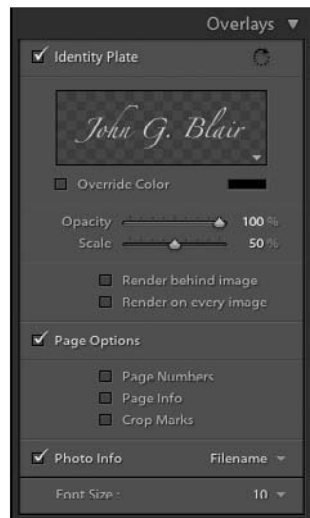 Overlays
Identity Plate
John G. Blair
Override Color
Opacity 100 %
Scale 50 %
Render behind image
Render on every image
Page Options
Page Numbers
Page Info
Crop Marks
Photo Info Filename
Font Size : 10